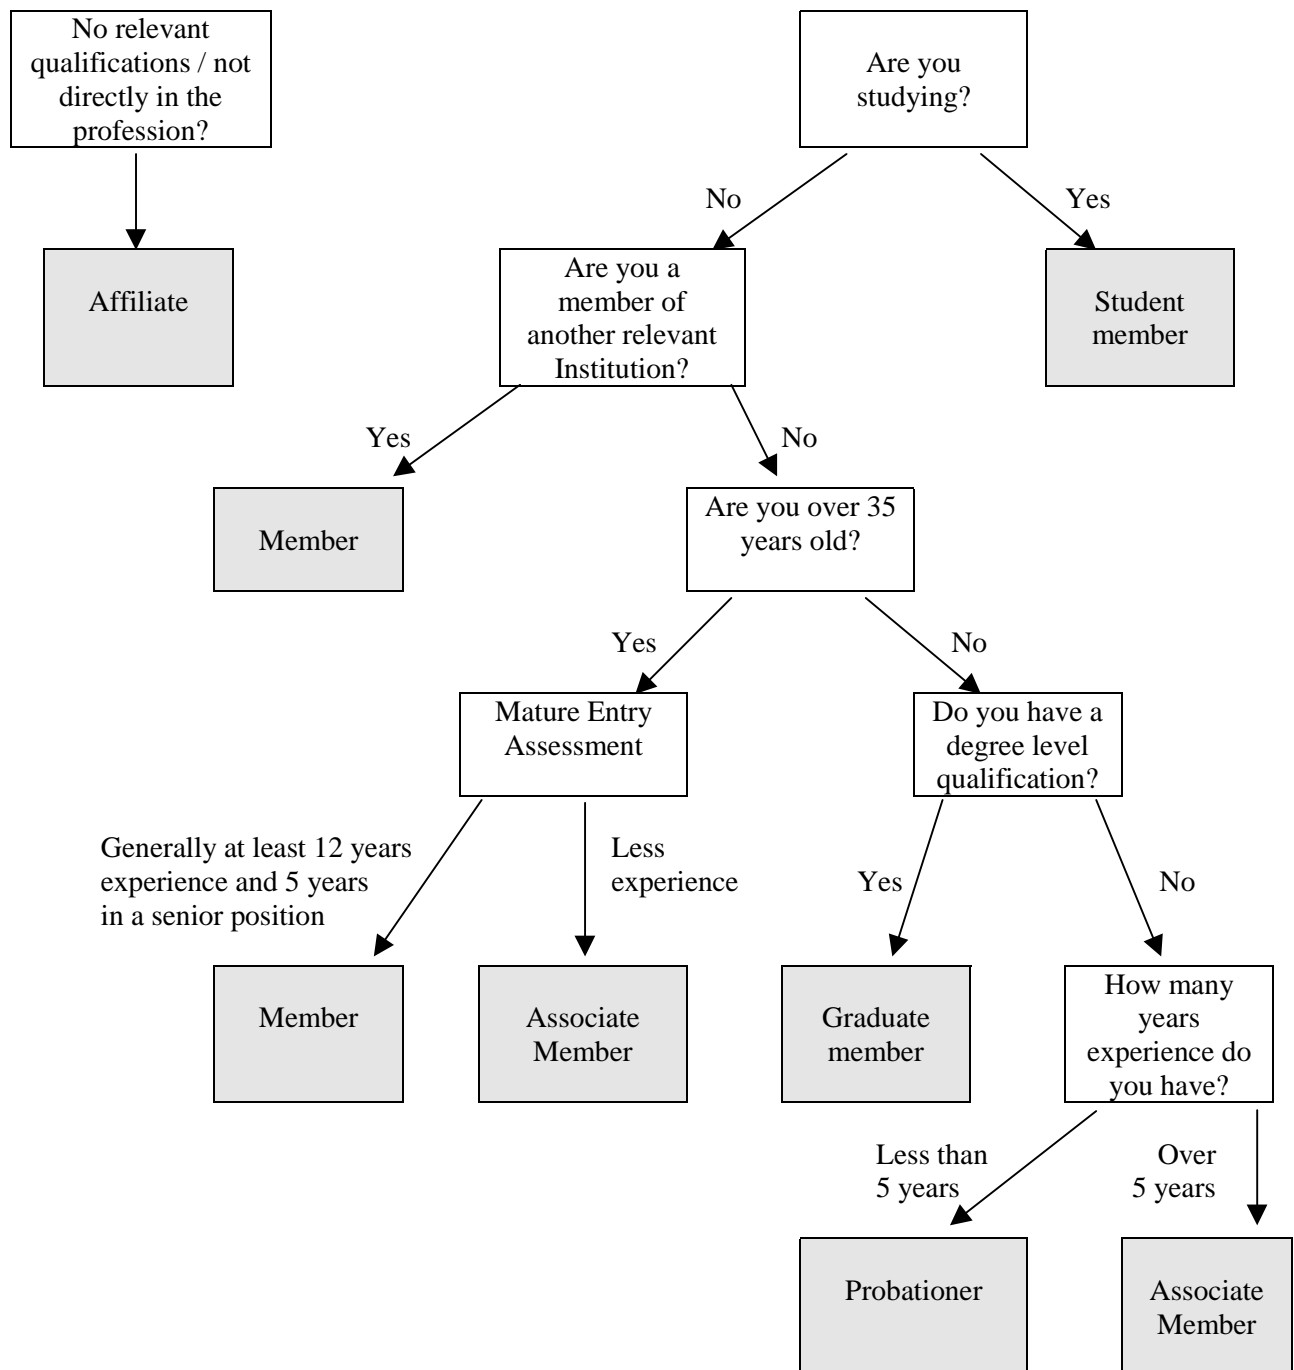 No relevant
qualifications / not
directly in the
profession?
Are you
studying?
No
Yes
Affiliate
Are you a
member of
another relevant
Institution?
Student
member
Yes
No
Member
Are you over 35
years old?
Yes
No
Mature Entry
Assessment
Do you have a
degree level
qualification?
Generally at least 12 years
experience and 5 years
in a senior position
Less
experience
Yes
No
Member
Associate
Member
Graduate
member
How many
years
experience do
you have?
Less than
5 years
Over
5 years
Probationer
Associate
Member